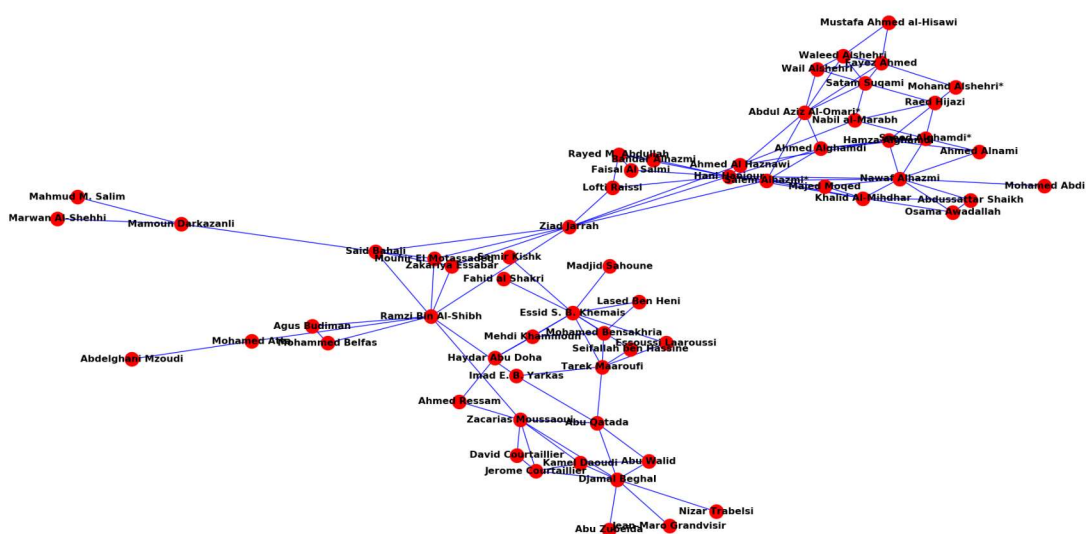 Mustafa Ahmed al-Hisawi
Waleed Alshehri
Fayez Ahmed
Wail Alshehri
Satam Suqami
Mohand Alshehri*
Raed Hijazi
Abdul Aziz Al-Omari*
Nabil al-Marabh
Saeed Alghamdi*
Hamza Alghamdi
Ahmed Alghamdi
Ahmed Alnami
Rayed M. Abdullah
Bandar Alhazmi
Faisal Al Salmi
Ahmed Al Haznawi
Hani Hanjour
Salem Alhazmi*
Nawaf Alhazmi
Majed Moqed
Mohamed Abdi
Lofti Raissi
Khalid Al-Mihdhar
Abdussattar Shaikh
Osama Awadallah
Mahmud M. Salim
Marwan Al-Shehhi
Mamoun Darkazanli
Ziad Jarrah
Said Bahaji
Mounir El Motassadeq
Samir Kishk
Zakariya Essabar
Madjid Sahoune
Fahid al Shakri
Lased Ben Heni
Essid S. B. Khemais
Ramzi Bin Al-Shibh
Agus Budiman
Mehdi Khammoun
Mohamed Bensakhria
Mohamed Atta
Mohammed Belfas
Essoussi Laaroussi
Seifallah ben Hassine
Abdelghani Mzoudi
Haydar Abu Doha
Tarek Maaroufi
Imad E. B. Yarkas
Ahmed Ressam
Zacarias Moussaoui
Abu Qatada
David Courtaillier
Kamel Daoudi
Abu Walid
Jerome Courtaillier
Djamal Beghal
Nizar Trabelsi
Abu Zubeida
Jean-Marc Grandvisir